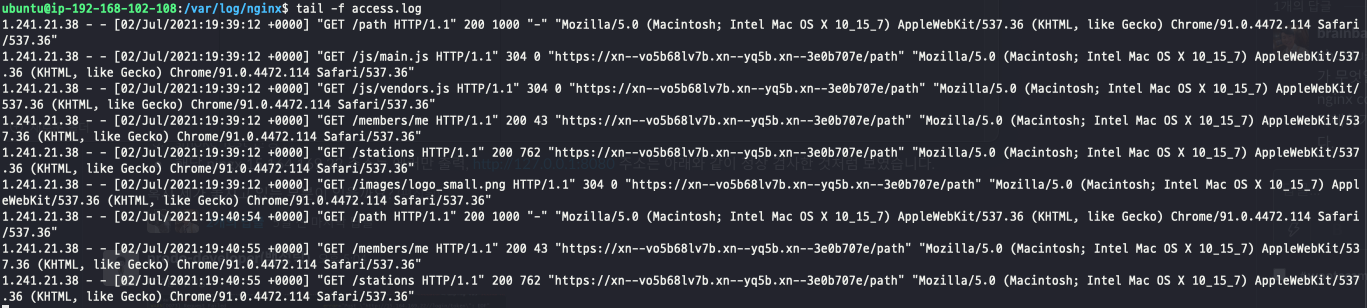 ubuntu@ip-192-168-102-108:/var/log/nginx$ tail -f access.log
1.241.21.38 - - [02/Jul/2021:19:39:12 +0000] "GET /path HTTP/1.1" 200 1000 "-" "Mozilla/5.0 (Macintosh; Intel Mac OS X 10_15_7) AppleWebKit/537.36 (KHTML, like Gecko) Chrome/91.0.4472.114 Safari
/537.36"
1.241.21.38 - - [02/Jul/2021:19:39:12 +0000] "GET /js/main.js HTTP/1.1" 304 0 "https://xn--vo5b68lv7b.xn--yq5b.xn--3e0b707e/path" "Mozilla/5.0 (Macintosh; Intel Mac OS X 10_15_7) AppleWebKit/537
.36 (KHTML, like Gecko) Chrome/91.0.4472.114 Safari/537.36"
1.241.21.38 - - [02/Jul/2021:19:39:12 +0000] "GET /js/vendors.js HTTP/1.1" 304 0 "https://xn--vo5b68lv7b.xn--yq5b.xn--3e0b707e/path" "Mozilla/5.0 (Macintosh; Intel Mac OS X 10_15_7) AppleWebKit/
537.36 (KHTML, like Gecko) Chrome/91.0.4472.114 Safari/537.36"
1.241.21.38 - - [02/Jul/2021:19:39:12 +0000] "GET /members/me HTTP/1.1" 200 43 "https://xn--vo5b68lv7b.xn--yq5b.xn--3e0b707e/path" "Mozilla/5.0 (Macintosh; Intel Mac OS X 10_15_7) AppleWebKit/53
7.36 (KHTML, like Gecko) Chrome/91.0.4472.114 Safari/537.36"
1.241.21.38 - - [02/Jul/2021:19:39:12 +0000] "GET /stations HTTP/1.1" 200 762 "https://xn--vo5b68lv7b.xn--yq5b.xn--3e0b707e/path" "Mozilla/5.0 (Macintosh; Intel Mac OS X 10_15_7) AppleWebKit/537
.36 (KHTML, like Gecko) Chrome/91.0.4472.114 Safari/537.36"
1.241.21.38 - - [02/Jul/2021:19:39:12 +0000] "GET /images/logo_small.png HTTP/1.1" 304 0 "https://xn--vo5b68lv7b.xn--yq5b.xn--3e0b707e/path" "Mozilla/5.0 (Macintosh; Intel Mac OS X 10_15_7) Appl
eWebKit/537.36 (KHTML, like Gecko) Chrome/91.0.4472.114 Safari/537.36"
1.241.21.38 - - [02/Jul/2021:19:40:54 +0000] "GET /path HTTP/1.1" 200 1000 "-" "Mozilla/5.0 (Macintosh; Intel Mac OS X 10_15_7) AppleWebKit/537.36 (KHTML, like Gecko) Chrome/91.0.4472.114 Safari
/537.36"
1.241.21.38 - - [02/Jul/2021:19:40:55 +0000] "GET /members/me HTTP/1.1" 200 43 "https://xn--vo5b68lv7b.xn--yq5b.xn--3e0b707e/path" "Mozilla/5.0 (Macintosh; Intel Mac OS X 10_15_7) AppleWebKit/53
7.36 (KHTML, like Gecko) Chrome/91.0.4472.114 Safari/537.36"
1.241.21.38 - - [02/Jul/2021:19:40:55 +0000] "GET /stations HTTP/1.1" 200 762 "https://xn--vo5b68lv7b.xn--yq5b.xn--3e0b707e/path" "Mozilla/5.0 (Macintosh; Intel Mac OS X 10_15_7) AppleWebKit/537
.36 (KHTML, like Gecko) Chrome/91.0.4472.114 Safari/537.36"